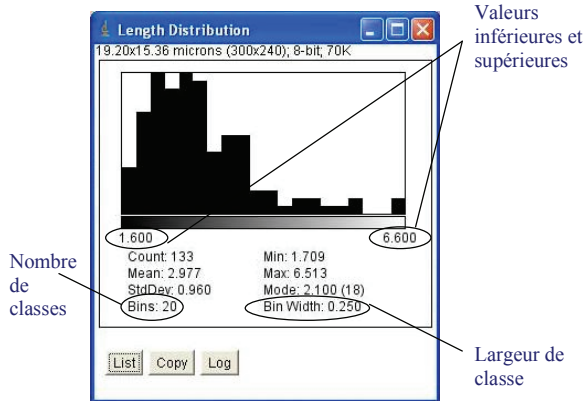 Valeurs
inférieures et
supérieures
Length Distribution
19.20x15.36 microns (300x240); 8-bit; 70K
1.600 6.600
Count: 133 Min: 1.709
Mean: 2.977 Max: 6.513
StdDev: 0.960 Mode: 2.100 (18)
Bins: 20 Bin Width: 0.250
Nombre
de
classes
List Copy Log
Largeur de
classe